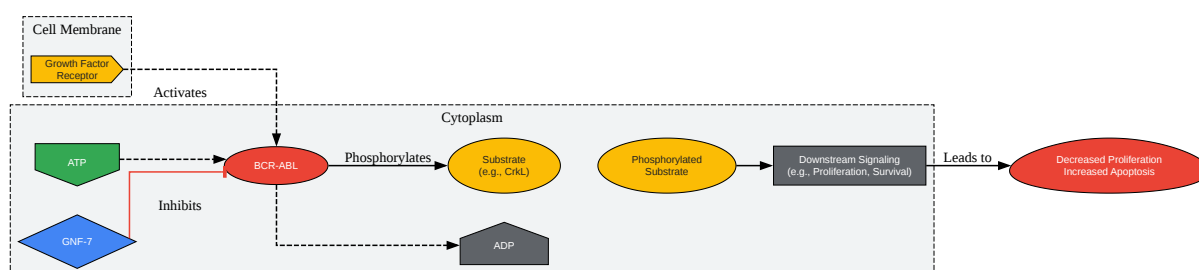 Cell Membrane
Growth Factor
Receptor
Activates
Cytoplasm
ATP
BCR-ABL
Phosphorylates
Substrate
(e.g., CrkL)
Phosphorylated
Substrate
Downstream Signaling
(e.g., Proliferation, Survival)
Leads to
Decreased Proliferation
Increased Apoptosis
Inhibits
GNF-7
ADP